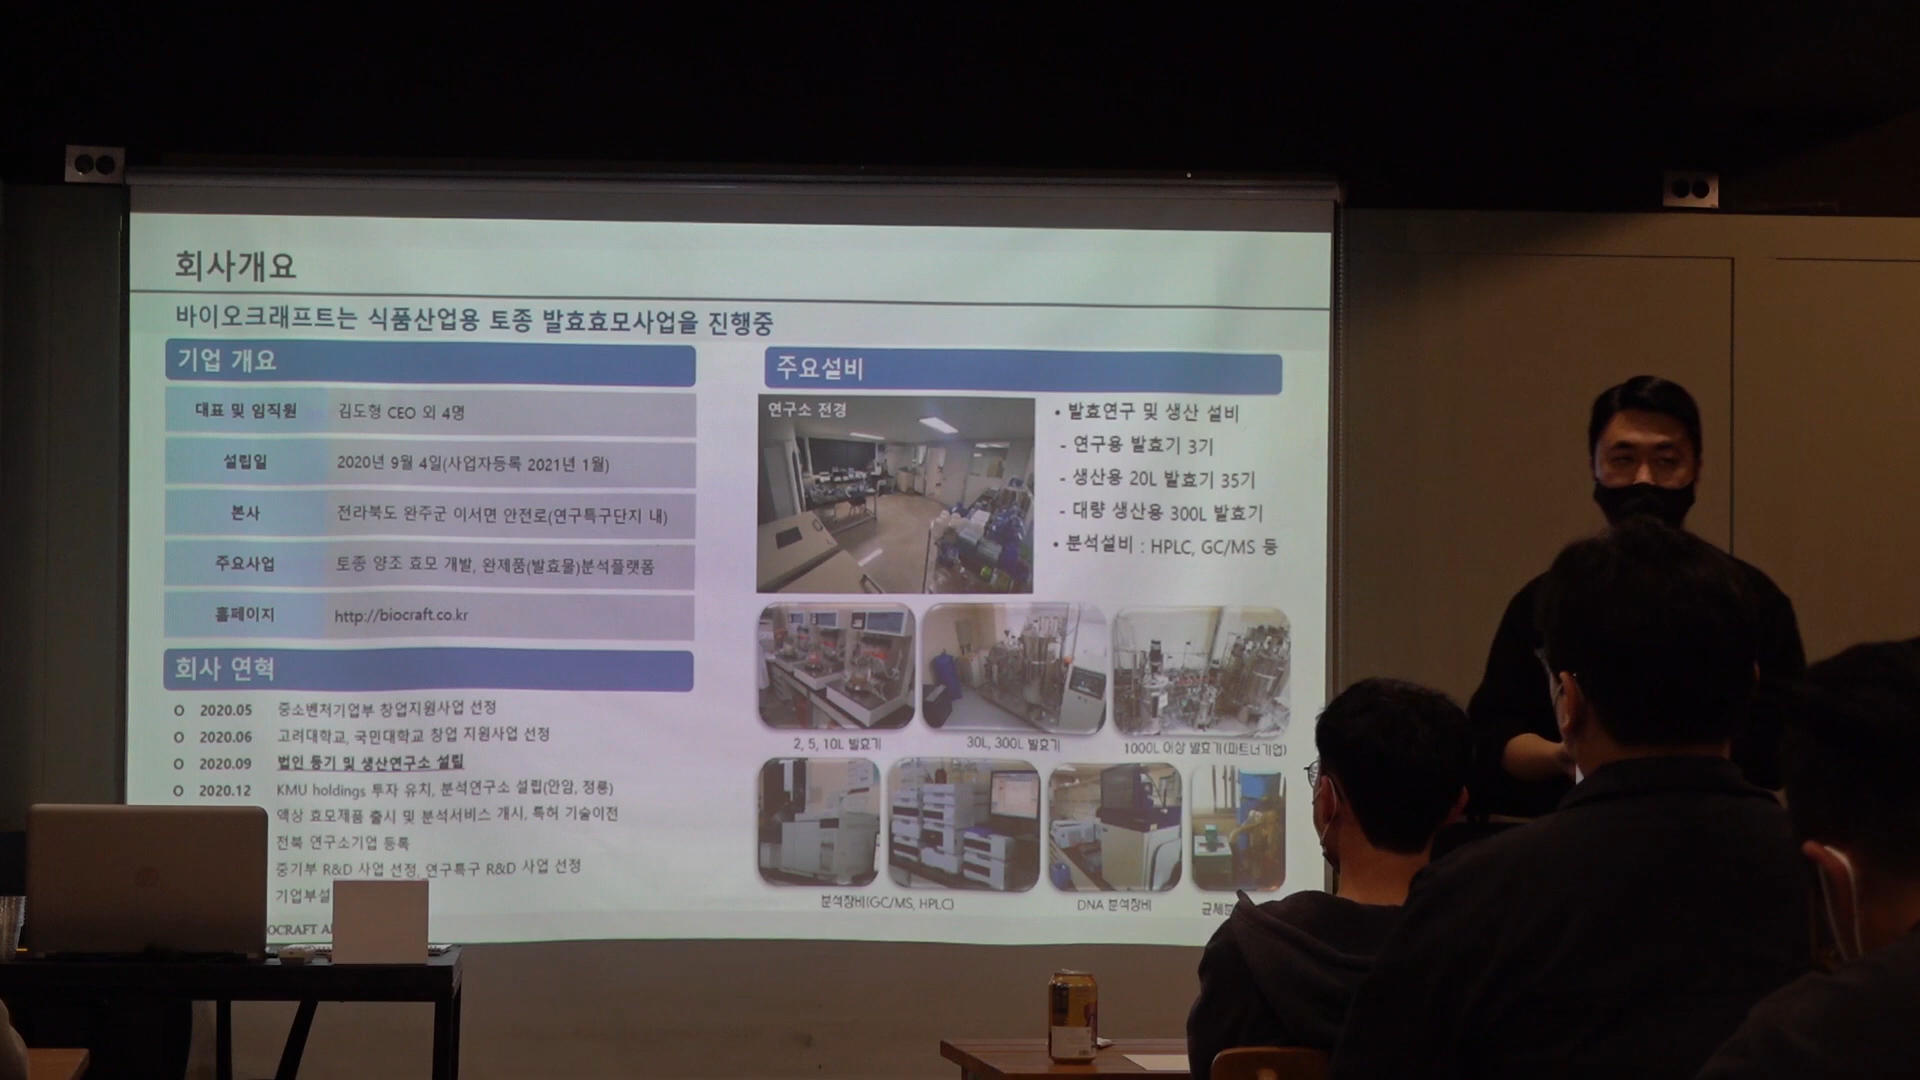 회사개요
바이오크래프트는 식품산업용 토종 발효효모사업을 진행중
기업 개요
대표 및 임직원 김도형 CEO 외 4명
설립일 2020년 9월 4일(사업자등록 2021년 1월)
본사 전라북도 완주군 이서면 안전로(연구특구단지 내)
주요사업 토종 양조 효모 개발, 완제품(발효물)분석플랫폼
홈페이지 http://biocraft.co.kr
회사 연혁
O 2020.05 중소벤처기업부 창업지원사업 선정
O 2020.06 고려대학교, 국민대학교 창업 지원사업 선정
O 2020.09 법인 등기 및 생산연구소 설립
O 2020.12 KMU holdings 투자 유치, 분석연구소 설립(안암, 정릉)
액상 효모제품 출시 및 분석서비스 개시, 특허 기술이전
전북 연구소기업 등록
중기부 R&D 사업 선정, 연구특구 R&D 사업 선정
기업부설
OCRAFT
주요설비
연구소 전경
• 발효연구 및 생산 설비
- 연구용 발효기 3기
- 생산용 20L 발효기 35기
- 대량 생산용 300L 발효기
• 분석설비 : HPLC, GC/MS 등
2, 5, 10L 발효기
30L, 300L 발효기
1000L 이상 발효기(파트너기업)
분석장비(GC/MS, HPLC)
DNA 분석장비
균체분